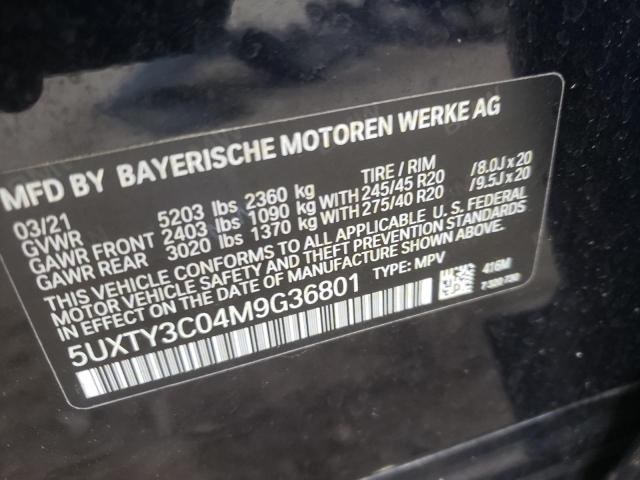 MFD BY BAYERISCHE MOTOREN WERKE AG
03/21 TIRE / RIM
GVWR 5203 lbs 2360 kg
GAWR FRONT 2403 lbs 1090 kg WITH 245/45 R20 /8.0J x 20
GAWR REAR 3020 lbs 1370 kg WITH 275/40 R20 /9.5J x 20
THIS VEHICLE CONFORMS TO ALL APPLICABLE U. S. FEDERAL
MOTOR VEHICLE SAFETY AND THEFT PREVENTION STANDARDS
IN EFFECT ON THE DATE OF MANUFACTURE SHOWN ABOVE.
5UXTY3C04M9G36801 TYPE: MPV 416M